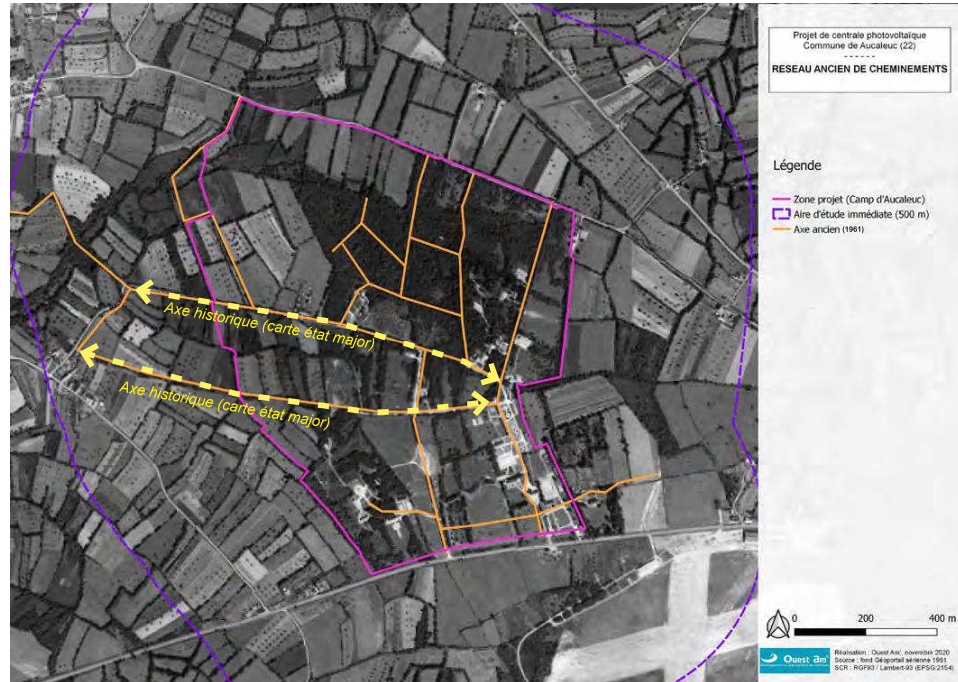 Projet de centrale photovoltaïque
Commune de Aucaleuc (22)
------
RESEAU ANCIEN DE CHEMINEMENTS
Légende
Zone projet (Camp d'Aucaleuc)
Aire d'étude immédiate (500 m)
Axe ancien (1961)
Axe historique (carte état major)
Axe historique (carte état major)
0 200 400 m
Ouest Am'
Réalisation : Ouest Am', novembre 2020
Source : fond Géoportail aérienne 1961
SCR : RGF93 / Lambert-93 (EPSG:2154)